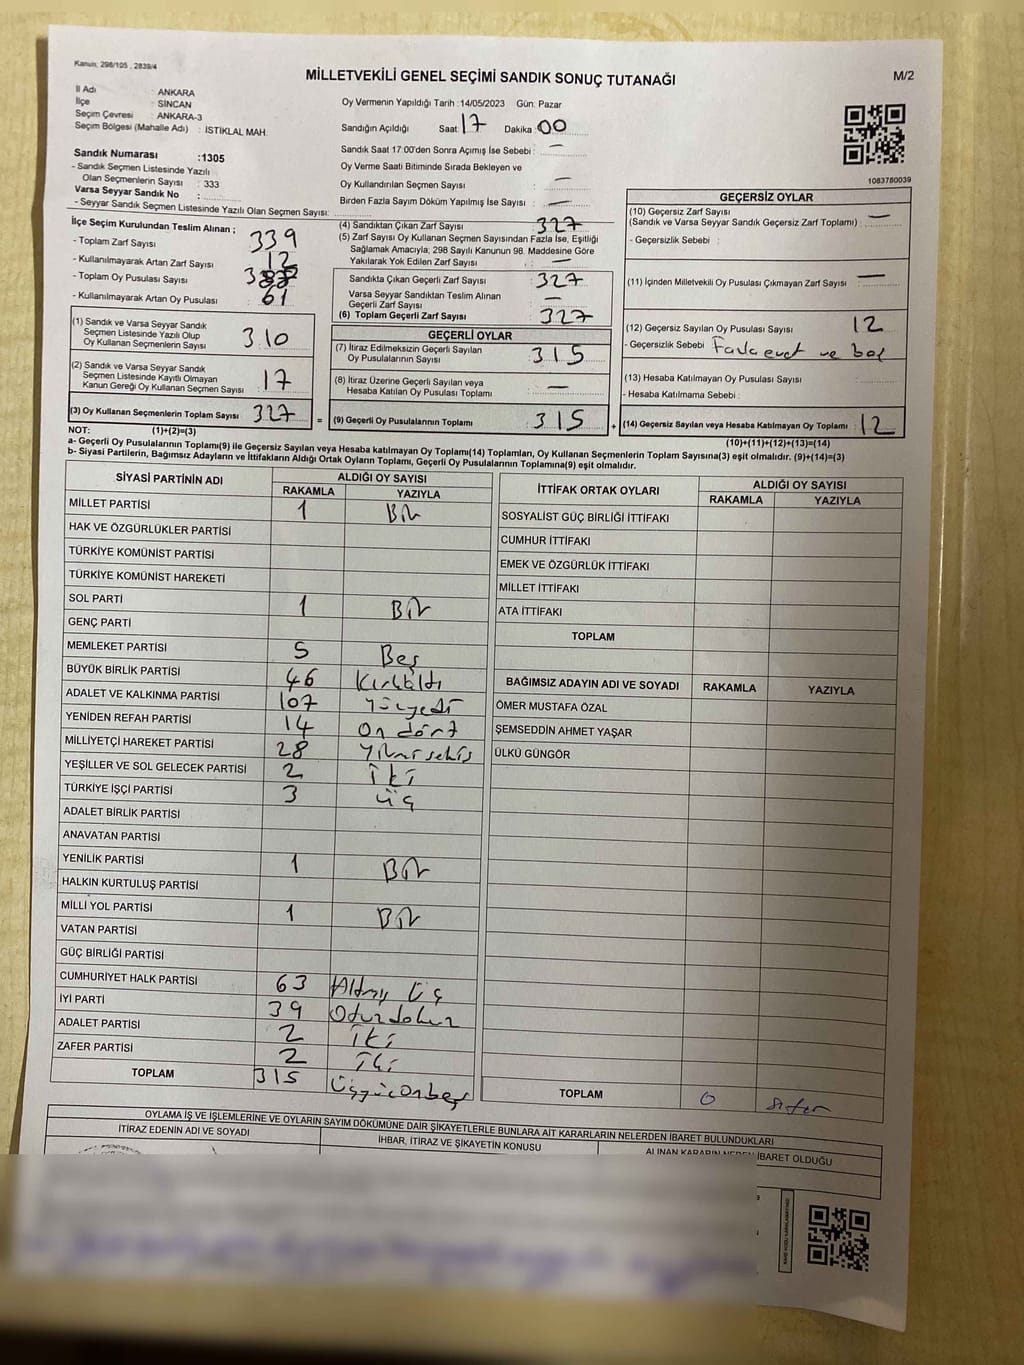 Kanun; 298/105 , 2839/4
MİLLETVEKİLİ GENEL SEÇİMİ SANDIK SONUÇ TUTANAĞI
M/2
İl Adı : ANKARA
İlçe : SİNCAN
Seçim Çevresi : ANKARA-3
Seçim Bölgesi (Mahalle Adı) : İSTİKLAL MAH.
Sandık Numarası :1305
- Sandık Seçmen Listesinde Yazılı
Olan Seçmenlerin Sayısı : 333
Varsa Seyyar Sandık No :
- Seyyar Sandık Seçmen Listesinde Yazılı Olan Seçmen Sayısı:
Oy Vermenin Yapıldığı Tarih :14/05/2023 Gün: Pazar
Sandığın Açıldığı Saat: 17 Dakika: 00
Sandık Saat 17:00'den Sonra Açımış İse Sebebi : —
Oy Verme Saati Bitiminde Sırada Bekleyen ve
Oy Kullandırılan Seçmen Sayısı : —
Birden Fazla Sayım Döküm Yapılmış İse Sayısı : —
1083780039
İlçe Seçim Kurulundan Teslim Alınan ;
- Toplam Zarf Sayısı 339
- Kullanılmayarak Artan Zarf Sayısı 12
- Toplam Oy Pusulası Sayısı
- Kullanılmayarak Artan Oy Pusulası 61
(4) Sandıktan Çıkan Zarf Sayısı : 327
(5) Zarf Sayısı Oy Kullanan Seçmen Sayısından Fazla İse, Eşitliği
Sağlamak Amacıyla; 298 Sayılı Kanunun 98. Maddesine Göre
Yakılarak Yok Edilen Zarf Sayısı : —
Sandıkta Çıkan Geçerli Zarf Sayısı : 327
Varsa Seyyar Sandıktan Teslim Alınan
Geçerli Zarf Sayısı : —
(6) Toplam Geçerli Zarf Sayısı : 327
GEÇERSİZ OYLAR
(10) Geçersiz Zarf Sayısı
(Sandık ve Varsa Seyyar Sandık Geçersiz Zarf Toplamı) : —
- Geçersizlik Sebebi :
(11) İçinden Milletvekili Oy Pusulası Çıkmayan Zarf Sayısı : —
(12) Geçersiz Sayılan Oy Pusulası Sayısı : 12
- Geçersizlik Sebebi : Fazla evet ve boş
(13) Hesaba Katılmayan Oy Pusulası Sayısı :
- Hesaba Katılmama Sebebi :
(14) Geçersiz Sayılan veya Hesaba Katılmayan Oy Toplamı : 12
(1) Sandık ve Varsa Seyyar Sandık
Seçmen Listesinde Yazılı Olup
Oy Kullanan Seçmenlerin Sayısı 310
(2) Sandık ve Varsa Seyyar Sandık
Seçmen Listesinde Kayıtlı Olmayan
Kanun Gereği Oy Kullanan Seçmen Sayısı 17
(3) Oy Kullanan Seçmenlerin Toplam Sayısı 327 =
GEÇERLİ OYLAR
(7) İtiraz Edilmeksizin Geçerli Sayılan
Oy Pusulalarının Sayısı : 315
(8) İtiraz Üzerine Geçerli Sayılan veya
Hesaba Katılan Oy Pusulası Toplamı : —
(9) Geçerli Oy Pusulalarının Toplamı : 315 +
NOT: (1)+(2)=(3)
(10)+(11)+(12)+(13)=(14)
a- Geçerli Oy Pusulalarının Toplamı(9) ile Geçersiz Sayılan veya Hesaba katılmayan Oy Toplamı(14) Toplamları, Oy Kullanan Seçmenlerin Toplam Sayısına(3) eşit olmalıdır. (9)+(14)=(3)
b- Siyasi Partilerin, Bağımsız Adayların ve İttifakların Aldığı Ortak Oyların Toplamı, Geçerli Oy Pusulalarının Toplamına(9) eşit olmalıdır.
SİYASİ PARTİNİN ADI ALDIĞI OY SAYISI
RAKAMLA YAZIYLA
MİLLET PARTİSİ 1 Bir
HAK VE ÖZGÜRLÜKLER PARTİSİ
TÜRKİYE KOMÜNİST PARTİSİ
TÜRKİYE KOMÜNİST HAREKETİ
SOL PARTİ 1 Bir
GENÇ PARTİ
MEMLEKET PARTİSİ 5 Beş
BÜYÜK BİRLİK PARTİSİ 46 Kırkaltı
ADALET VE KALKINMA PARTİSİ 107 Yüzyedi
YENİDEN REFAH PARTİSİ 14 On dört
MİLLİYETÇİ HAREKET PARTİSİ 28 Yirmi sekiz
YEŞİLLER VE SOL GELECEK PARTİSİ 2 iki
TÜRKİYE İŞÇİ PARTİSİ 3 üç
ADALET BİRLİK PARTİSİ
ANAVATAN PARTİSİ
YENİLİK PARTİSİ 1 Bir
HALKIN KURTULUŞ PARTİSİ
MİLLİ YOL PARTİSİ 1 Bir
VATAN PARTİSİ
GÜÇ BİRLİĞİ PARTİSİ
CUMHURİYET HALK PARTİSİ 63 Altmış üç
İYİ PARTİ 39 Otuzdokuz
ADALET PARTİSİ 2 iki
ZAFER PARTİSİ 2 iki
TOPLAM 315 Üçyüzonbeş
İTTİFAK ORTAK OYLARI ALDIĞI OY SAYISI
RAKAMLA YAZIYLA
SOSYALİST GÜÇ BİRLİĞİ İTTİFAKI
CUMHUR İTTİFAKI
EMEK VE ÖZGÜRLÜK İTTİFAKI
MİLLET İTTİFAKI
ATA İTTİFAKI
TOPLAM
BAĞIMSIZ ADAYIN ADI VE SOYADI RAKAMLA YAZIYLA
ÖMER MUSTAFA ÖZAL
ŞEMSEDDİN AHMET YAŞAR
ÜLKÜ GÜNGÖR
TOPLAM 0 sıfır
OYLAMA İŞ VE İŞLEMLERİNE VE OYLARIN SAYIM DÖKÜMÜNE DAİR ŞİKAYETLERLE BUNLARA AİT KARARLARIN NELERDEN İBARET BULUNDUKLARI
İTİRAZ EDENİN ADI VE SOYADI
İHBAR, İTİRAZ VE ŞİKAYETİN KONUSU
ALINAN KARARIN NEDEN İBARET OLDUĞU